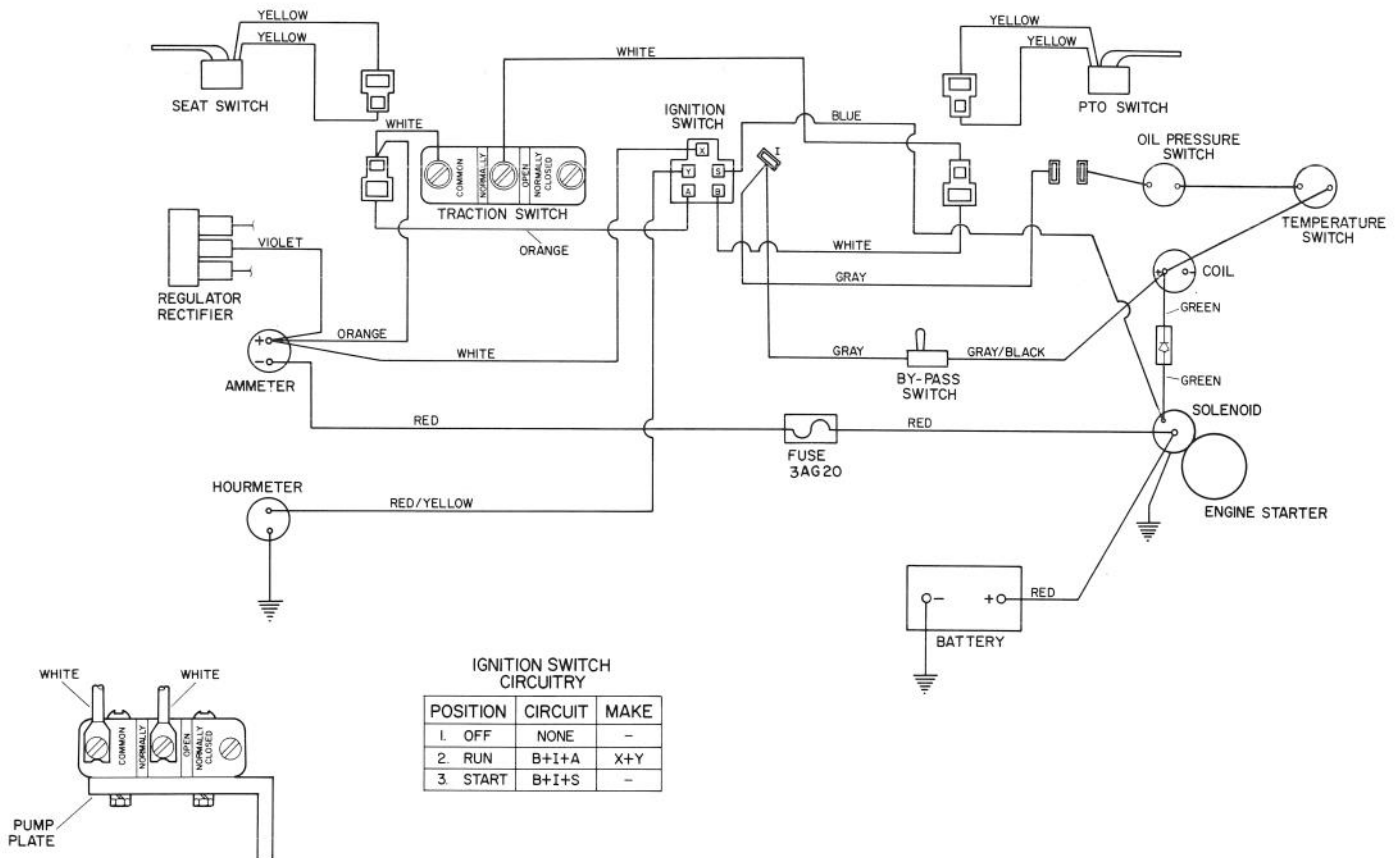 YELLOW
YELLOW
SEAT SWITCH
WHITE
WHITE
COMMON
NORMALLY
OPEN
NORMALLY
CLOSED
TRACTION SWITCH
ORANGE
IGNITION
SWITCH
X
Y
S
A
B
I
BLUE
YELLOW
YELLOW
PTO SWITCH
OIL PRESSURE
SWITCH
TEMPERATURE
SWITCH
WHITE
GRAY
+
-
COIL
GREEN
GREEN
VIOLET
REGULATOR
RECTIFIER
ORANGE
WHITE
+
-
AMMETER
GRAY
GRAY/BLACK
BY-PASS
SWITCH
RED
RED
FUSE
3AG20
SOLENOID
ENGINE STARTER
HOURMETER
RED/YELLOW
- +
RED
BATTERY
WHITE
WHITE
COMMON
NORMALLY
OPEN
NORMALLY
CLOSED
PUMP
PLATE
IGNITION SWITCH
CIRCUITRY
POSITION CIRCUIT MAKE
1. OFF NONE -
2. RUN B+I+A X+Y
3. START B+I+S -